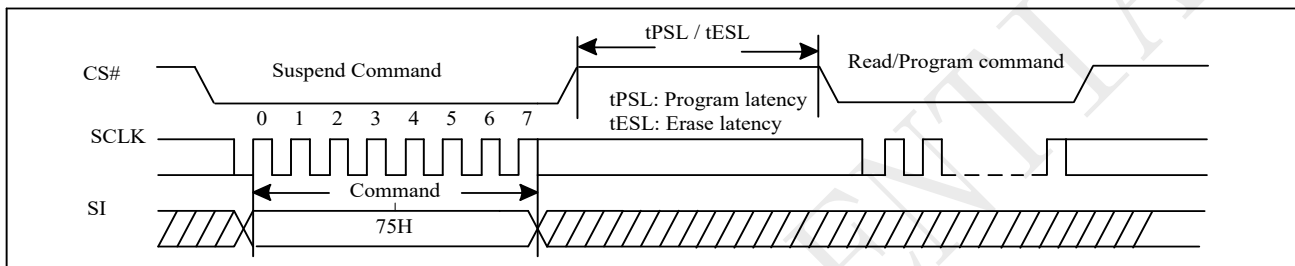 tPSL / tESL
CS#
Suspend Command
Read/Program command
0 1 2 3 4 5 6 7
tPSL: Program latency
tESL: Erase latency
SCLK
Command
SI
75H